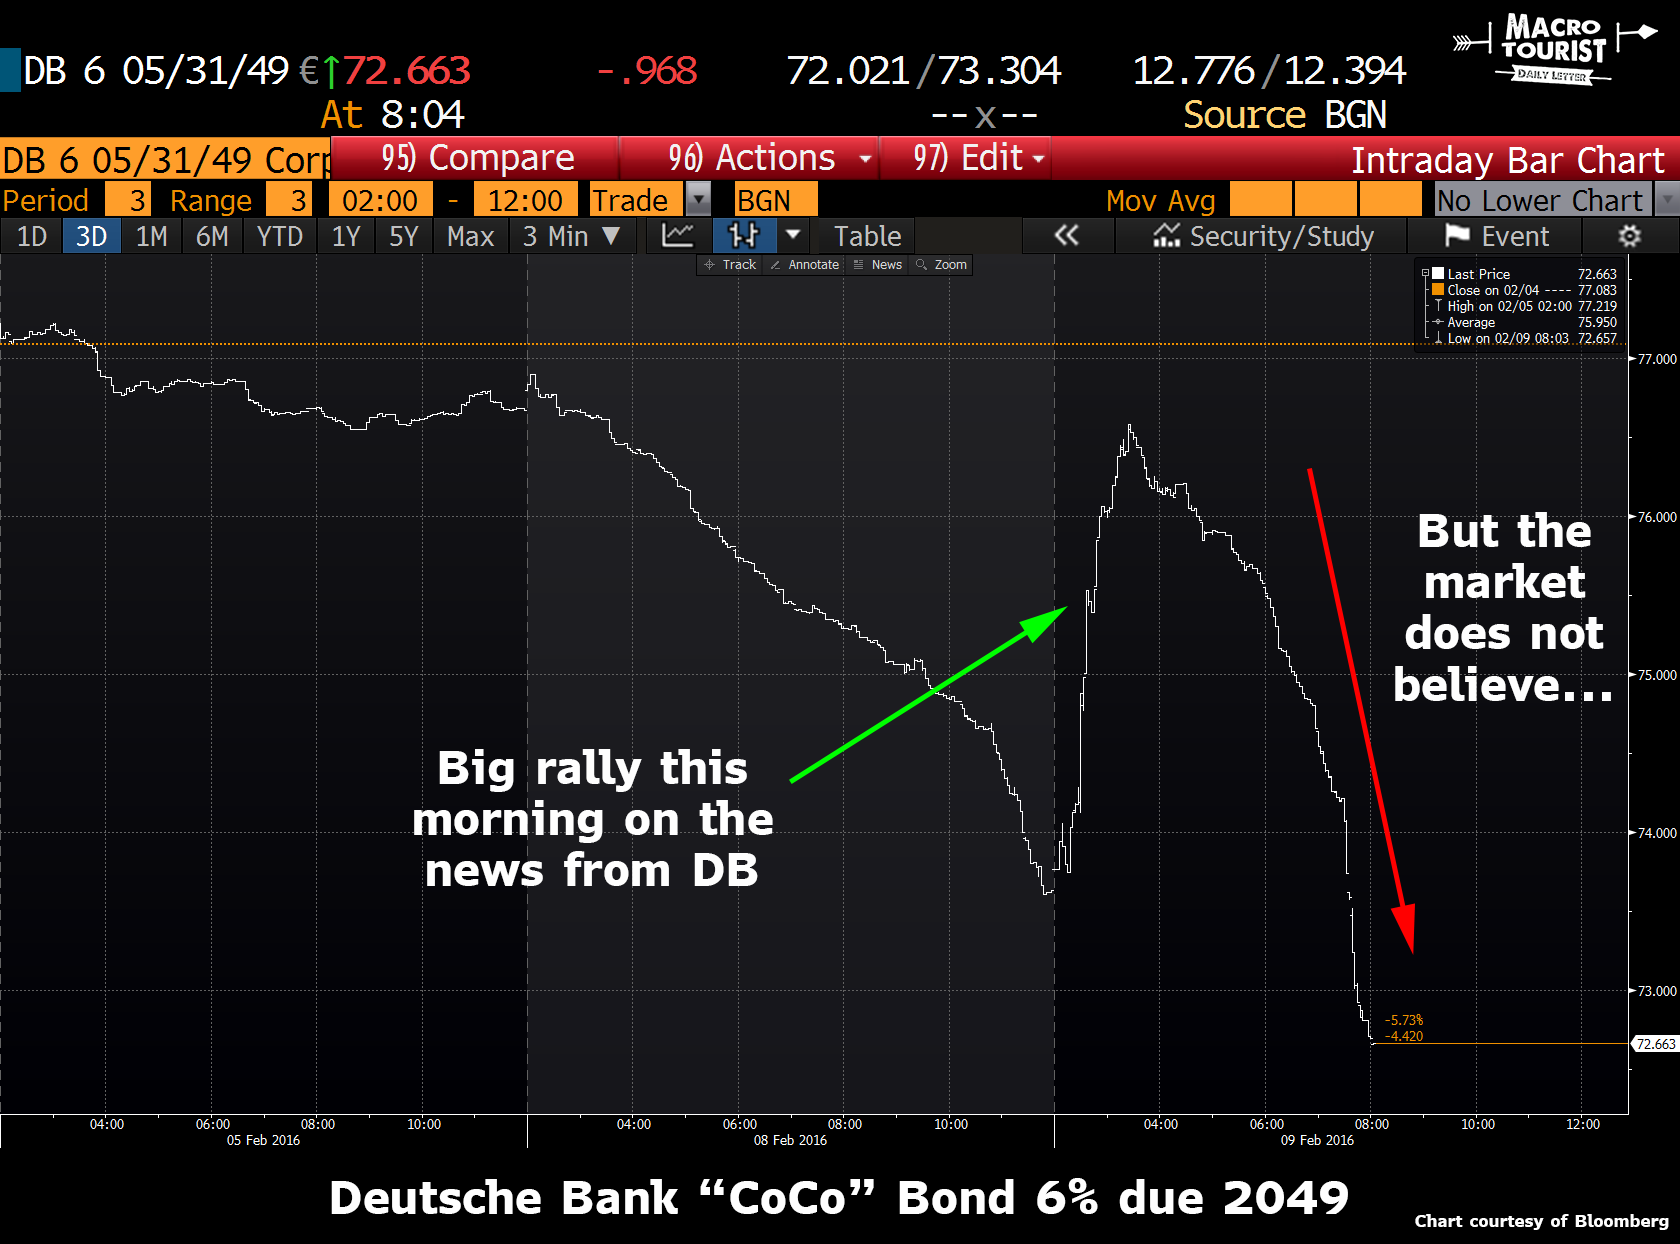 MACRO
TOURIST
DAILY LETTER
DB 6 05/31/49 €↑72.663 -.968 72.021/73.304 12.776/12.394
At 8:04 --x-- Source BGN
DB 6 05/31/49 Corp 95) Compare 96) Actions 97) Edit Intraday Bar Chart
Period 3 Range 3 02:00 - 12:00 Trade BGN Mov Avg No Lower Chart
1D 3D 1M 6M YTD 1Y 5Y Max 3 Min ▼ Table « Security/Study Event
Track Annotate News Zoom
Last Price 72.663
Close on 02/04 ---- 77.083
High on 02/05 02:00 77.219
Average 75.950
Low on 02/09 08:03 72.657
77.000
76.000
75.000
74.000
73.000
72.663
But the
market
does not
believe...
Big rally this
morning on the
news from DB
-5.73%
-4.420
04:00 06:00 08:00 10:00 04:00 06:00 08:00 10:00 04:00 06:00 08:00 10:00 12:00
05 Feb 2016 08 Feb 2016 09 Feb 2016
Deutsche Bank “CoCo” Bond 6% due 2049
Chart courtesy of Bloomberg